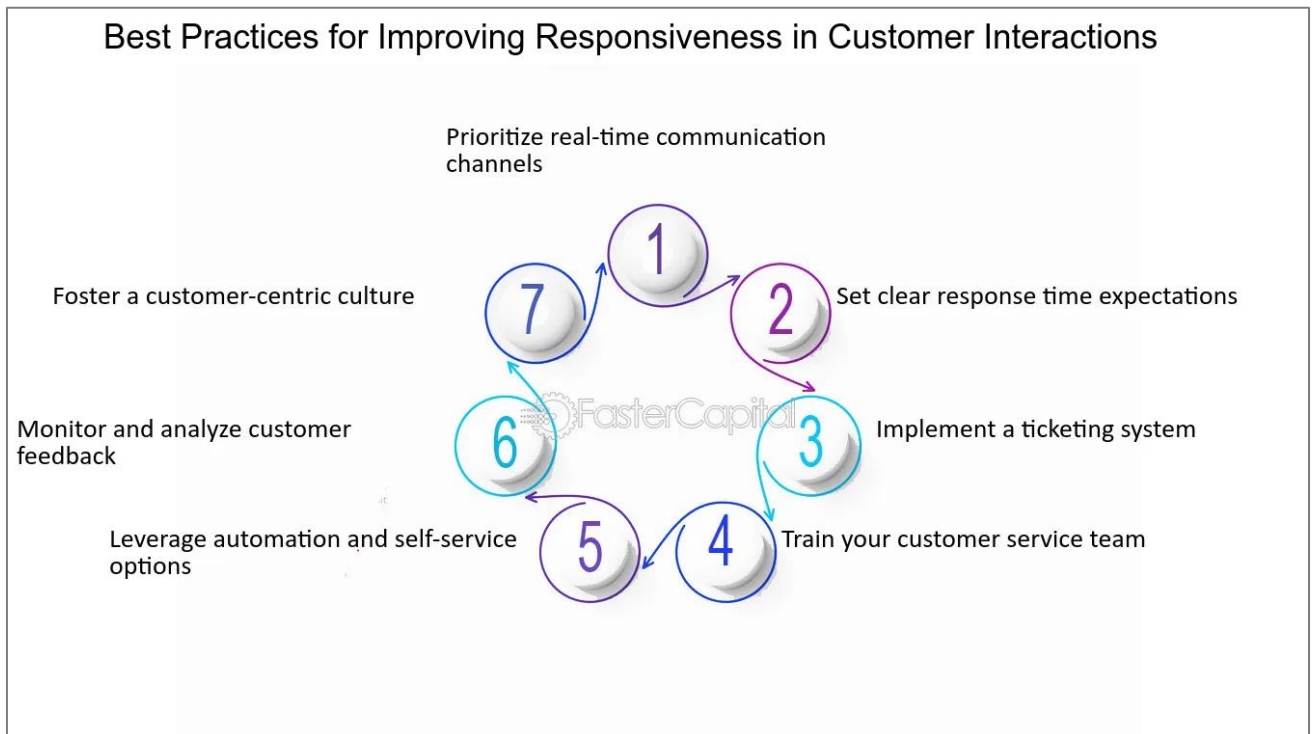 Best Practices for Improving Responsiveness in Customer Interactions
Prioritize real-time communication
channels
1
2
Set clear response time expectations
3
Implement a ticketing system
4
Train your customer service team
5
Leverage automation and self-service
options
6
Monitor and analyze customer
feedback
7
Foster a customer-centric culture
FasterCapital